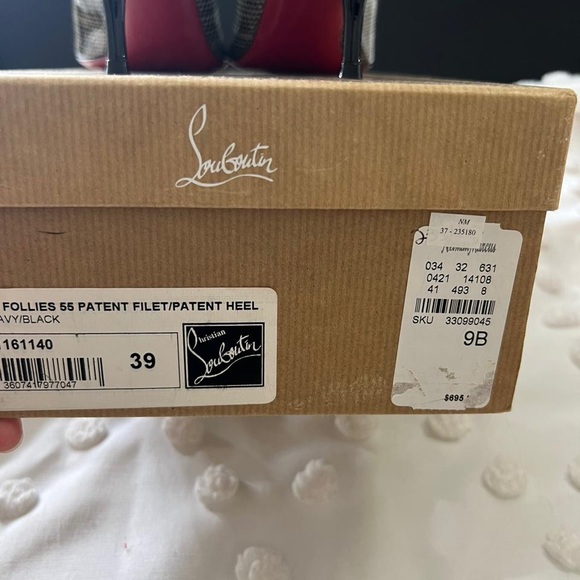 Louboutin
NM
37 - 235180
034 32 631
0421 14108
41 493 8
SKU 33099045
9B
$695
FOLLIES 55 PATENT FILET/PATENT HEEL
AVY/BLACK
161140
39
3607417977047
Christian
Louboutin